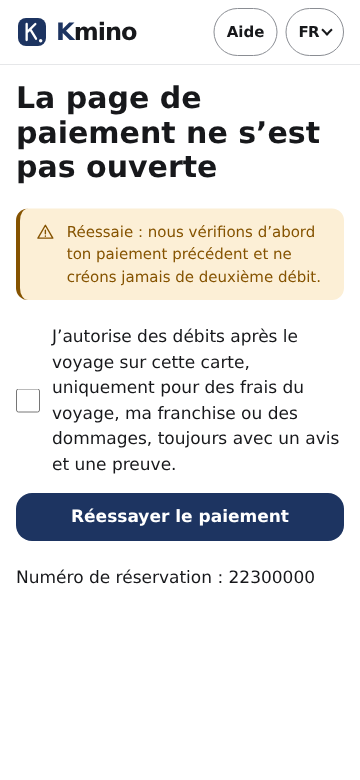 K. Kmino
Aide
FR
La page de
paiement ne s’est
pas ouverte
Réessaie : nous vérifions d’abord
ton paiement précédent et ne
créons jamais de deuxième débit.
J’autorise des débits après le
voyage sur cette carte,
uniquement pour des frais du
voyage, ma franchise ou des
dommages, toujours avec un avis
et une preuve.
Réessayer le paiement
Numéro de réservation : 22300000